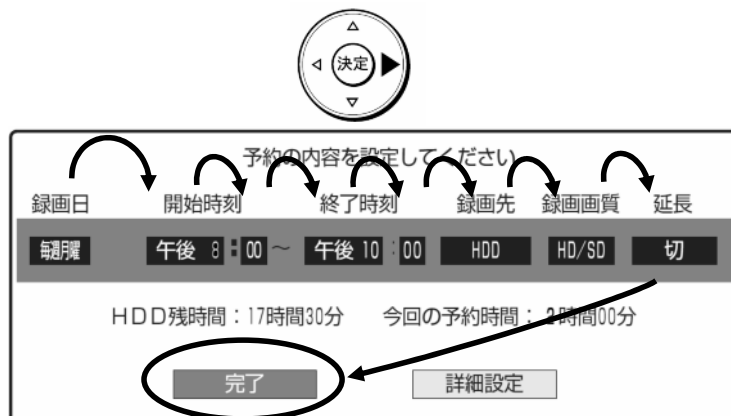 決定
予約の内容を設定してください
録画日 開始時刻 終了時刻 録画先 録画画質 延長
毎週月曜 午後 8:00 ～ 午後 10:00 HDD HD/SD 切
HDD残時間：17時間30分 今回の予約時間： 2時間00分
完了 詳細設定